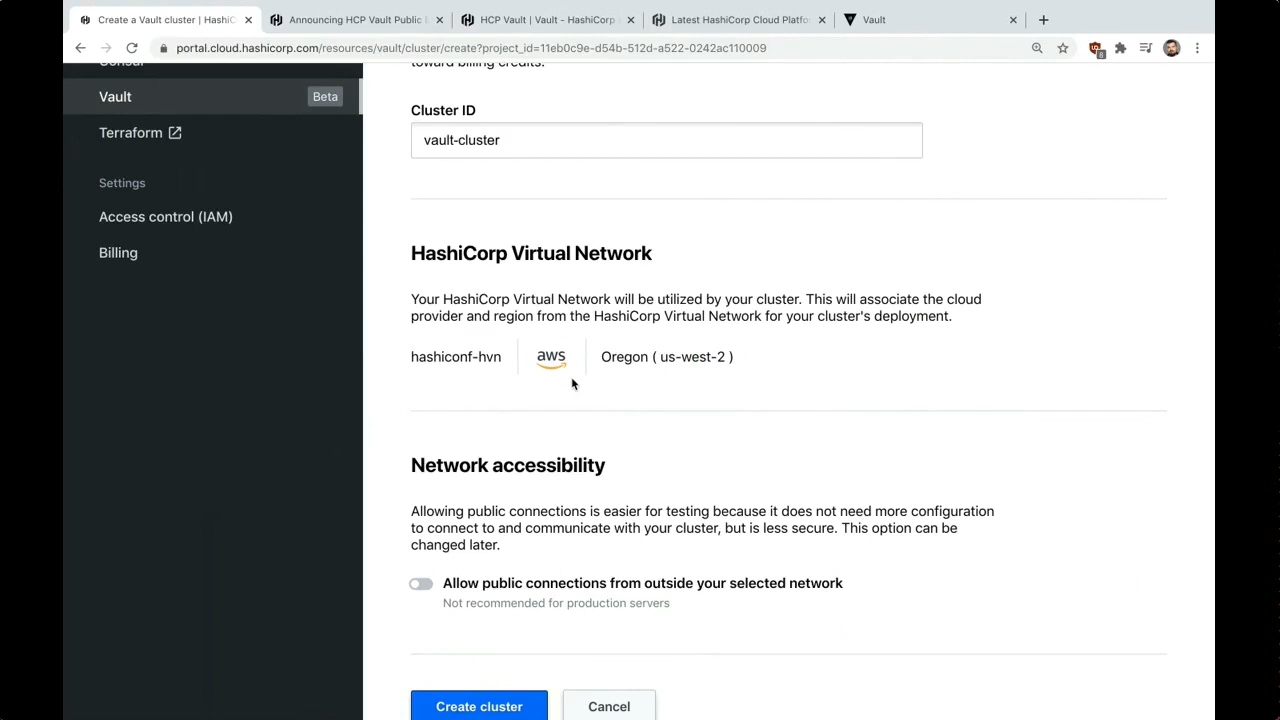 Create a Vault cluster | HashiC
Announcing HCP Vault Public
HCP Vault | Vault - HashiCorp
Latest HashiCorp Cloud Platfo
Vault
portal.cloud.hashicorp.com/resources/vault/cluster/create?project_id=11eb0c9e-d54b-512d-a522-0242ac110009
8
Consul
Vault
Beta
Terraform
Settings
Access control (IAM)
Billing
toward billing credits.
Cluster ID
vault-cluster
HashiCorp Virtual Network
Your HashiCorp Virtual Network will be utilized by your cluster. This will associate the cloud
provider and region from the HashiCorp Virtual Network for your cluster's deployment.
hashiconf-hvn
aws
Oregon ( us-west-2 )
Network accessibility
Allowing public connections is easier for testing because it does not need more configuration
to connect to and communicate with your cluster, but is less secure. This option can be
changed later.
Allow public connections from outside your selected network
Not recommended for production servers
Create cluster
Cancel